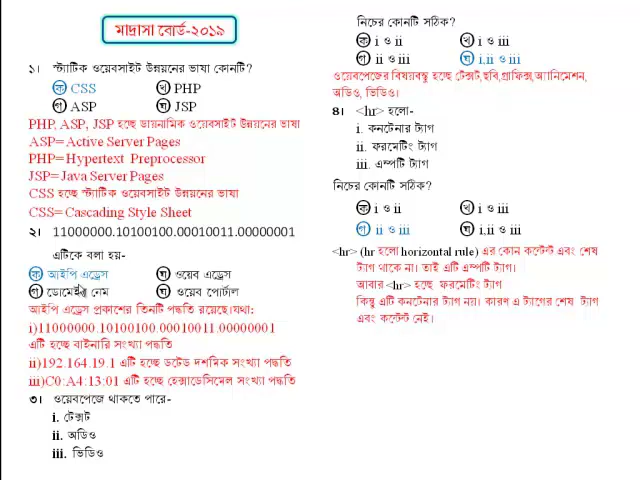 মাদ্রাসা বোর্ড-২০১৯
১। স্ট্যাটিক ওয়েবসাইট উন্নয়নের ভাষা কোনটি?
ক CSS খ PHP
গ ASP ঘ JSP
PHP, ASP, JSP হচ্ছে ডায়নামিক ওয়েবসাইট উন্নয়নের ভাষা
ASP= Active Server Pages
PHP= Hypertext Preprocessor
JSP= Java Server Pages
CSS হচ্ছে স্ট্যাটিক ওয়েবসাইট উন্নয়নের ভাষা
CSS= Cascading Style Sheet
২। 11000000.10100100.00010011.00000001
এটিকে বলা হয়-
ক আইপি এড্রেস ঘ ওয়েব এড্রেস
গ ডোমেইন নেম ঘ ওয়েব পোর্টাল
আইপি এড্রেস প্রকাশের তিনটি পদ্ধতি রয়েছে।যথা:
i)11000000.10100100.00010011.00000001
এটি হচ্ছে বাইনারি সংখ্যা পদ্ধতি
ii)192.164.19.1 এটি হচ্ছে ডটেড দশমিক সংখ্যা পদ্ধতি
iii)C0:A4:13:01 এটি হচ্ছে হেক্সাডেসিমেল সংখ্যা পদ্ধতি
৩। ওয়েবপেজে থাকতে পারে-
i. টেক্সট
ii. অডিও
iii. ভিডিও
নিচের কোনটি সঠিক?
ক i ও ii খ i ও iii
গ ii ও iii ঘ i.ii ও iii
ওয়েবপেজের বিষয়বস্তু হচ্ছে টেক্সট,ছবি,গ্রাফিক্স,অ্যানিমেশন,
অডিও, ভিডিও।
৪। <hr> হলো-
i. কনটেনার ট্যাগ
ii. ফরমেটিং ট্যাগ
iii. এম্পটি ট্যাগ
নিচের কোনটি সঠিক?
ক i ও ii খ i ও iii
গ ii ও iii ঘ i.ii ও iii
<hr> (hr হলো horizontal rule) এর কোন কন্টেন্ট এবং শেষ
ট্যাগ থাকে না। তাই এটি এম্পটি ট্যাগ।
আবার <hr> হচ্ছে ফরমেটিং ট্যাগ
কিন্তু এটি কনটেনার ট্যাগ নয়। কারণ এ ট্যাগের শেষ ট্যাগ
এবং কন্টেন্ট নেই।